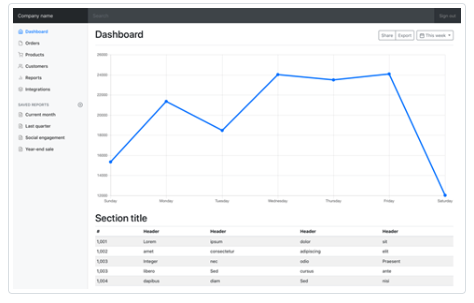 Company name Search Sign out
Dashboard
Orders
Products
Customers
Reports
Integrations
SAVED REPORTS
Current month
Last quarter
Social engagement
Year-end sale
Dashboard
Share Export This week
26000
24000
22000
20000
18000
16000
14000
12000
Sunday Monday Tuesday Wednesday Thursday Friday Saturday
Section title
# Header Header Header Header
1,001 Lorem ipsum dolor sit
1,002 amet consectetur adipiscing elit
1,003 Integer nec odio Praesent
1,003 libero Sed cursus ante
1,004 dapibus diam Sed nisi